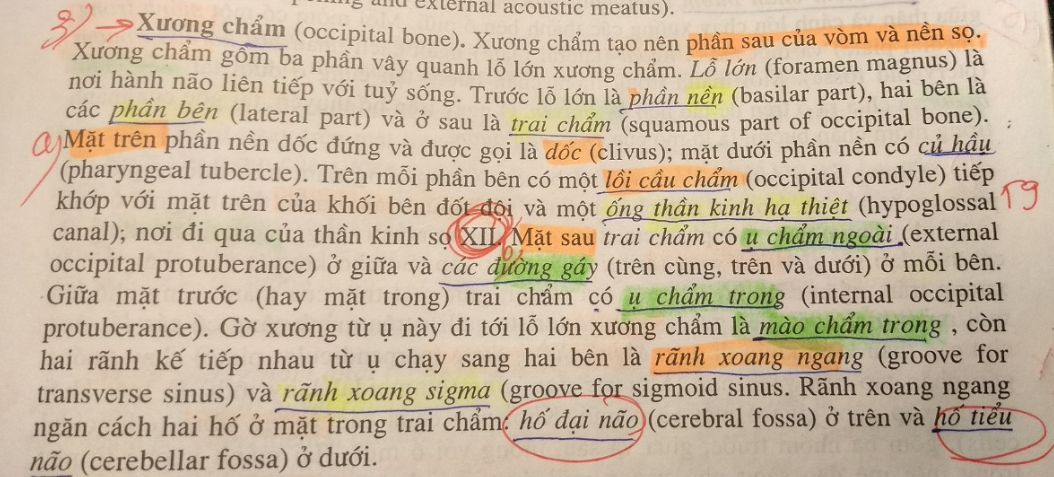 and external acoustic meatus).
3) → Xương chẩm (occipital bone). Xương chẩm tạo nên phần sau của vòm và nền sọ.
Xương chẩm gồm ba phần vây quanh lỗ lớn xương chẩm. Lỗ lớn (foramen magnus) là
nơi hành não liên tiếp với tuỷ sống. Trước lỗ lớn là phần nền (basilar part), hai bên là
các phần bên (lateral part) và ở sau là trai chẩm (squamous part of occipital bone).
a) Mặt trên phần nền dốc đứng và được gọi là dốc (clivus); mặt dưới phần nền có củ hầu
(pharyngeal tubercle). Trên mỗi phần bên có một lồi cầu chẩm (occipital condyle) tiếp
khớp với mặt trên của khối bên đốt đội và một ống thần kinh hạ thiệt (hypoglossal
canal); nơi đi qua của thần kinh sọ XII. Mặt sau trai chẩm có ụ chẩm ngoài (external
occipital protuberance) ở giữa và các đường gáy (trên cùng, trên và dưới) ở mỗi bên.
Giữa mặt trước (hay mặt trong) trai chẩm có ụ chẩm trong (internal occipital
protuberance). Gờ xương từ ụ này đi tới lỗ lớn xương chẩm là mào chẩm trong , còn
hai rãnh kế tiếp nhau từ ụ chạy sang hai bên là rãnh xoang ngang (groove for
transverse sinus) và rãnh xoang sigma (groove for sigmoid sinus. Rãnh xoang ngang
ngăn cách hai hố ở mặt trong trai chẩm: hố đại não (cerebral fossa) ở trên và hố tiểu
não (cerebellar fossa) ở dưới.